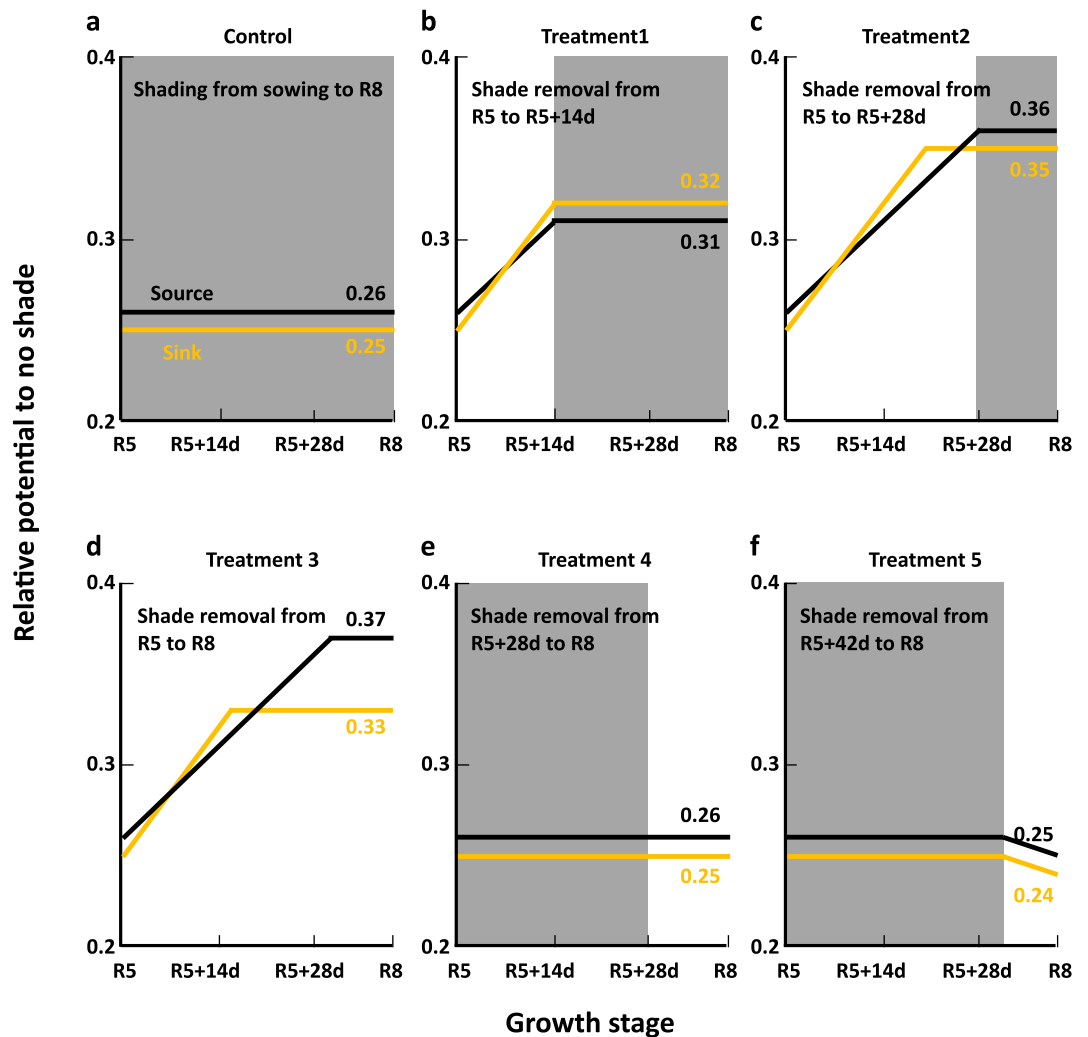 Relative potential to no shade
a
Control
0.4
Shading from sowing to R8
0.3
Source
0.26
Sink
0.25
0.2
R5
R5+14d
R5+28d
R8
b
Treatment1
0.4
Shade removal from
R5 to R5+14d
0.32
0.3
0.31
0.2
R5
R5+14d
R5+28d
R8
c
Treatment2
0.4
Shade removal from
R5 to R5+28d
0.36
0.35
0.3
0.2
R5
R5+14d
R5+28d
R8
d
Treatment 3
0.4
Shade removal from
R5 to R8
0.37
0.33
0.3
0.2
R5
R5+14d
R5+28d
R8
e
Treatment 4
0.4
Shade removal from
R5+28d to R8
0.3
0.26
0.25
0.2
R5
R5+14d
R5+28d
R8
f
Treatment 5
0.4
Shade removal from
R5+42d to R8
0.3
0.25
0.24
0.2
R5
R5+14d
R5+28d
R8
Growth stage